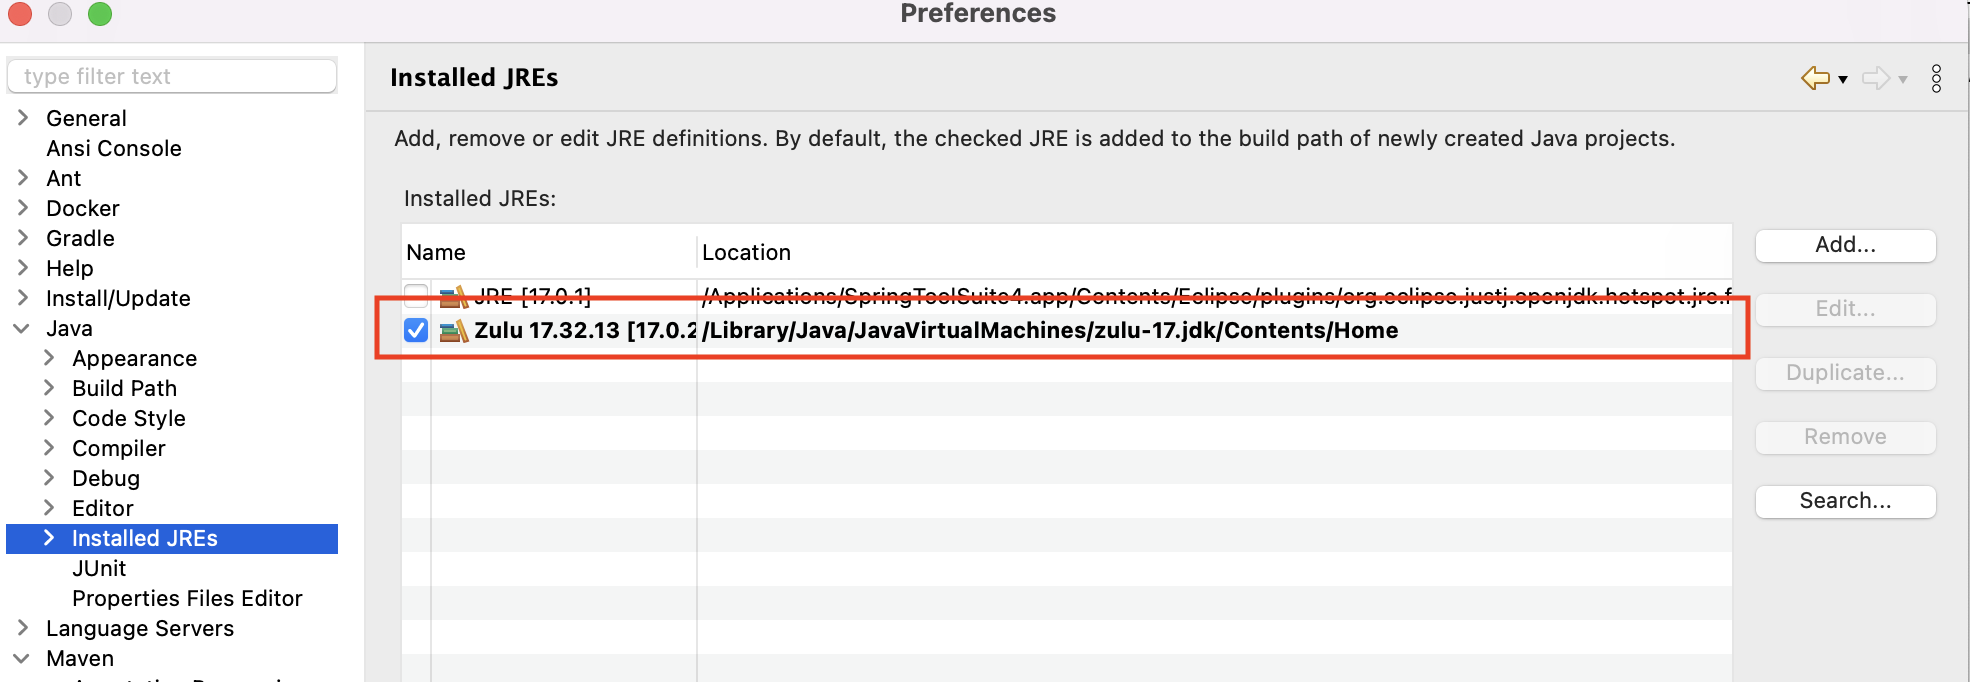 Preferences
type filter text
General
Ansi Console
Ant
Docker
Gradle
Help
Install/Update
Java
Appearance
Build Path
Code Style
Compiler
Debug
Editor
Installed JREs
JUnit
Properties Files Editor
Language Servers
Maven
Installed JREs
Add, remove or edit JRE definitions. By default, the checked JRE is added to the build path of newly created Java projects.
Installed JREs:
Name Location
JRE [17.0.1] /Applications/SpringToolSuite4.app/Contents/Eclipse/plugins/org.eclipse.justj.openjdk.hotspot.jre.f
Zulu 17.32.13 [17.0.2 /Library/Java/JavaVirtualMachines/zulu-17.jdk/Contents/Home
Add...
Edit...
Duplicate...
Remove
Search...